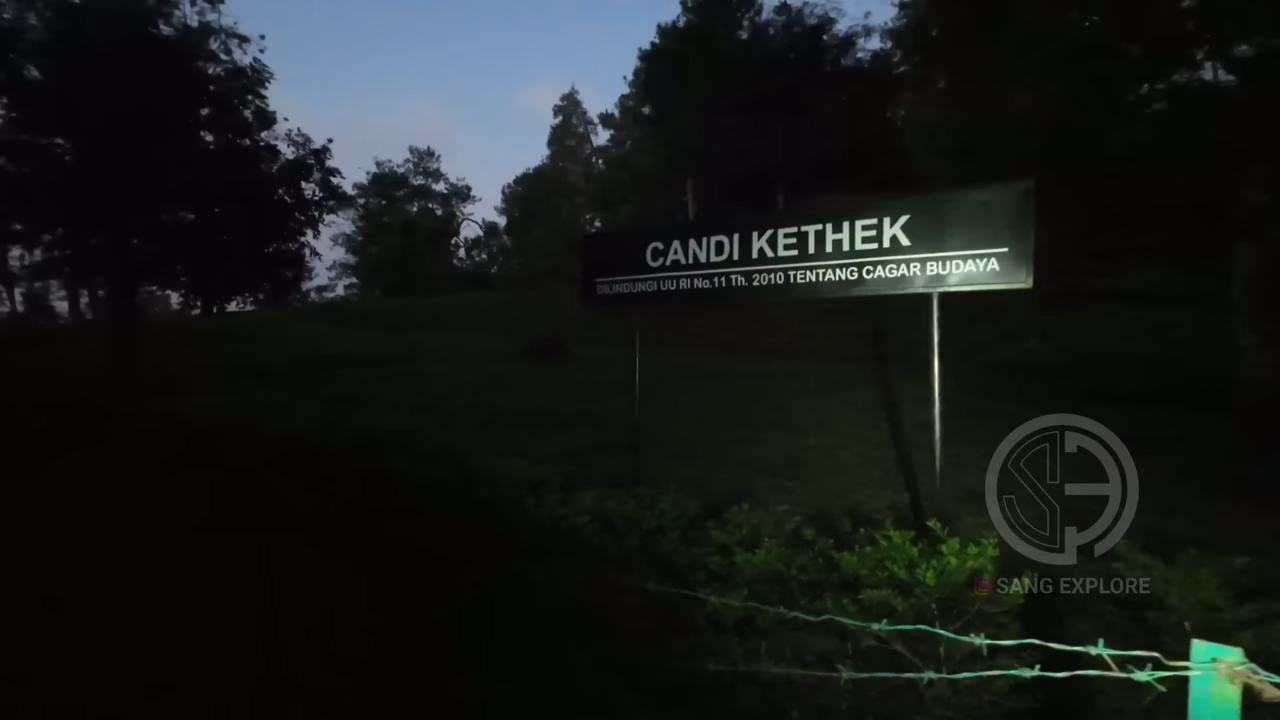 CANDI KETHEK
DILINDUNGI UU RI No.11 Th. 2010 TENTANG CAGAR BUDAYA
SANG EXPLORE